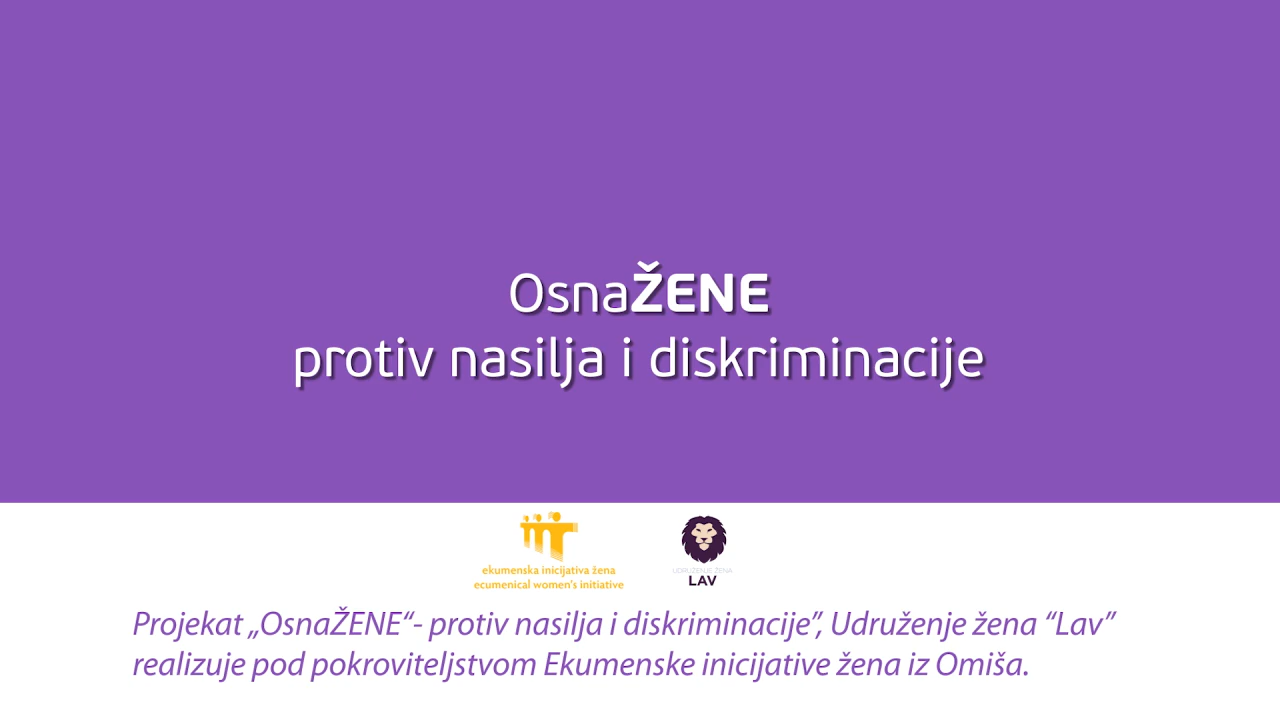 OsnaŽENE
protiv nasilja i diskriminacije
ekumenska inicijativa žena
ecumenical women's initiative
UDRUŽENJE ŽENA
LAV
Projekat „OsnaŽENE“- protiv nasilja i diskriminacije”, Udruženje žena “Lav”
realizuje pod pokroviteljstvom Ekumenske inicijative žena iz Omiša.